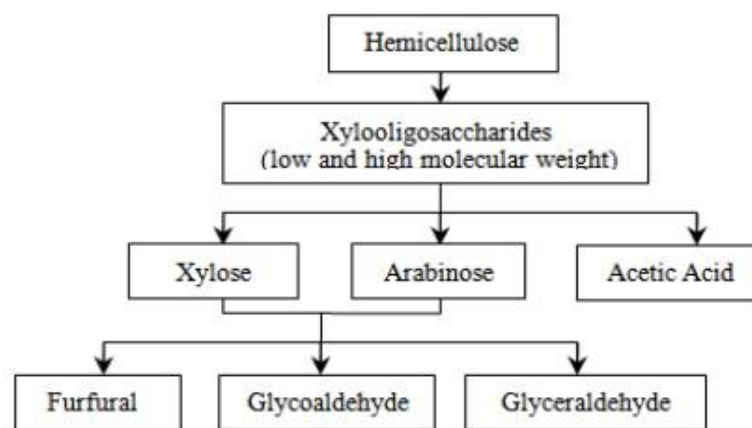 Hemicellulose
Xylooligosaccharides
(low and high molecular weight)
Xylose
Arabinose
Acetic Acid
Furfural
Glycoaldehyde
Glyceraldehyde